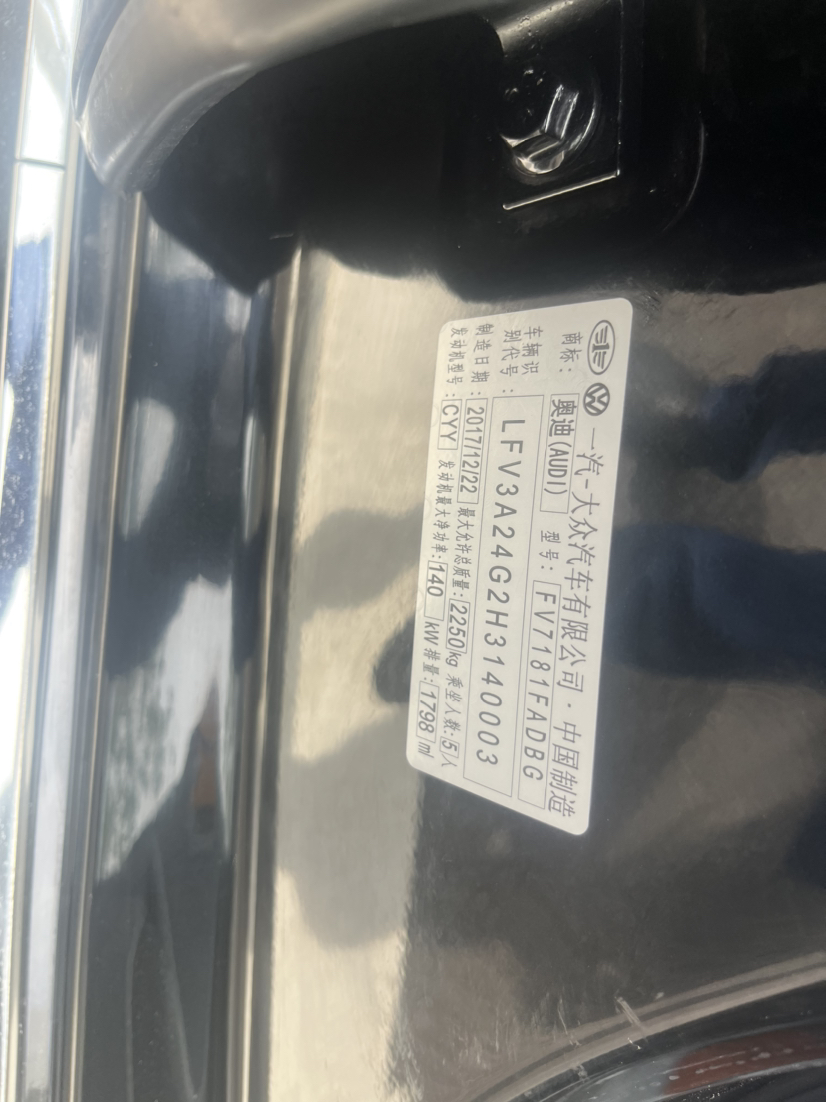 一汽-大众汽车有限公司·中国制造
商标: 奥迪(AUDI) 型号: FV7181FADBG
车辆识别代号: LFV3A24G2H3140003
制造日期: 2017/12/22 最大允许总质量: 2250kg 乘坐人数: 5人
发动机型号: CYY 发动机最大净功率: 140 kW 排量: 1798 ml